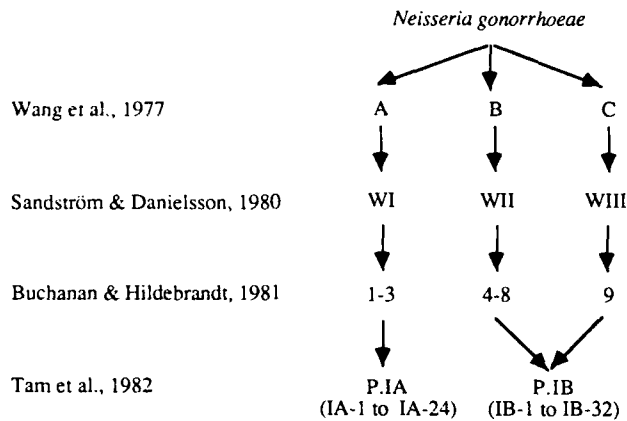 Neisseria gonorrhoeae
Wang et al., 1977 A B C
Sandström & Danielsson, 1980 WI WII WIII
Buchanan & Hildebrandt, 1981 1-3 4-8 9
Tam et al., 1982 P.IA P.IB
(IA-1 to IA-24) (IB-1 to IB-32)